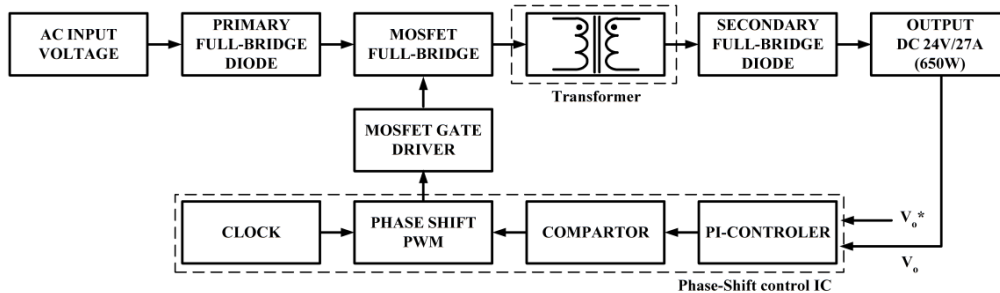 AC INPUT
VOLTAGE
PRIMARY
FULL-BRIDGE
DIODE
MOSFET
FULL-BRIDGE
Transformer
SECONDARY
FULL-BRIDGE
DIODE
OUTPUT
DC 24V/27A
(650W)
MOSFET GATE
DRIVER
CLOCK
PHASE SHIFT
PWM
COMPARTOR
PI-CONTROLER
Vo*
Vo
Phase-Shift control IC